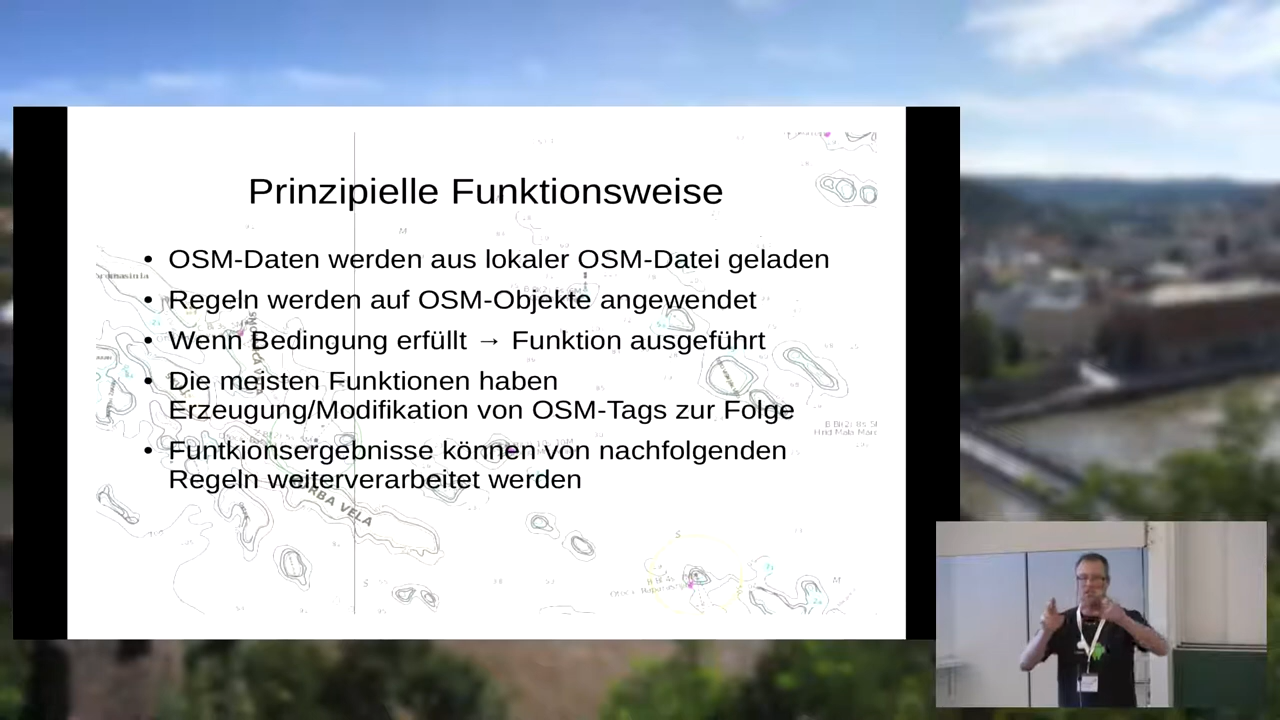 Prinzipielle Funktionsweise
• OSM-Daten werden aus lokaler OSM-Datei geladen
• Regeln werden auf OSM-Objekte angewendet
• Wenn Bedingung erfüllt → Funktion ausgeführt
• Die meisten Funktionen haben
Erzeugung/Modifikation von OSM-Tags zur Folge
• Funtkionsergebnisse können von nachfolgenden
Regeln weiterverarbeitet werden
VELA